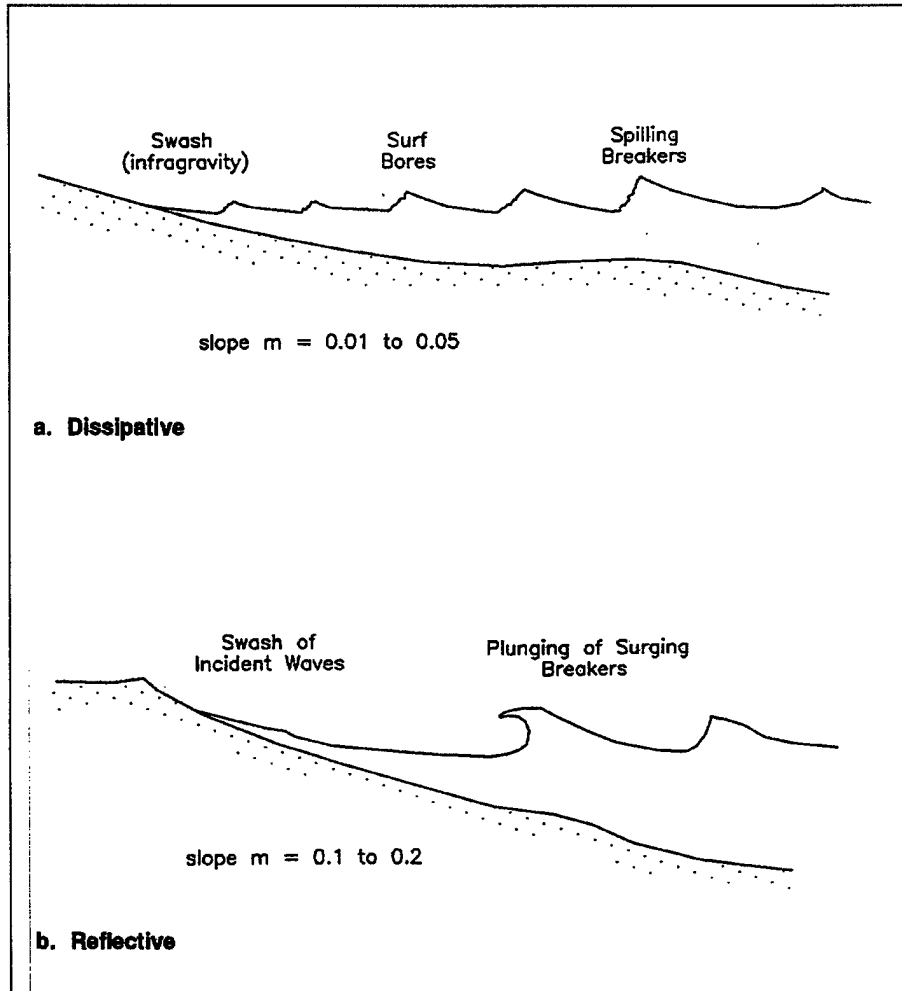 Swash
(infragravity)
Surf
Bores
Spilling
Breakers
slope m = 0.01 to 0.05
a. Dissipative
Swash of
Incident Waves
Plunging of Surging
Breakers
slope m = 0.1 to 0.2
b. Reflective